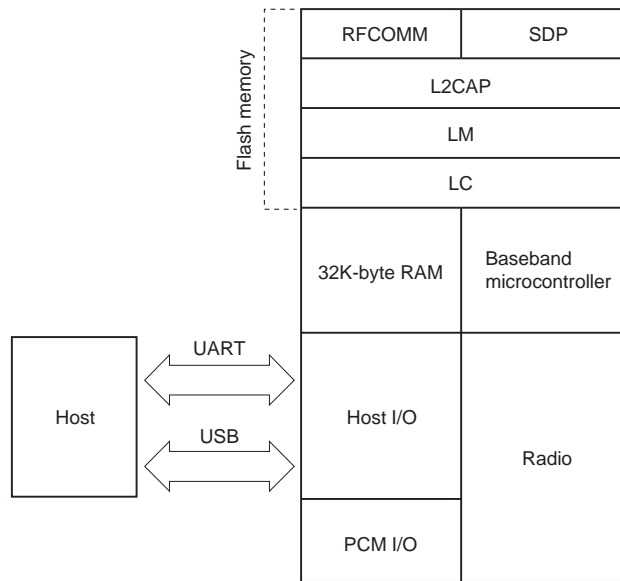 RFCOMM
SDP
L2CAP
Flash memory
LM
LC
32K-byte RAM
Baseband
microcontroller
UART
Host
Host I/O
USB
Radio
PCM I/O